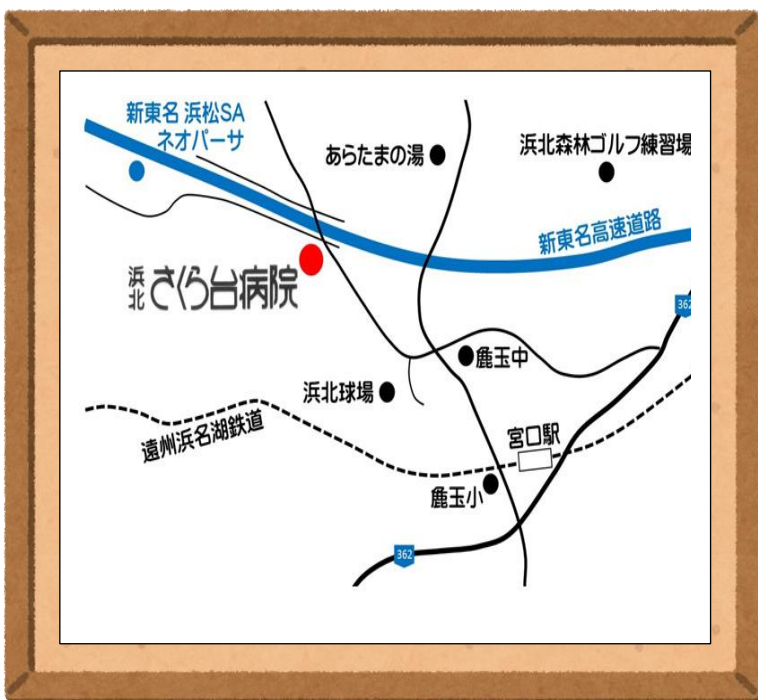 新東名 浜松SA
ネオパーサ
あらたまの湯
浜北森林ゴルフ練習場
新東名高速道路
浜北 さくら台病院
362
麁玉中
浜北球場
遠州浜名湖鉄道
宮口駅
麁玉小
362